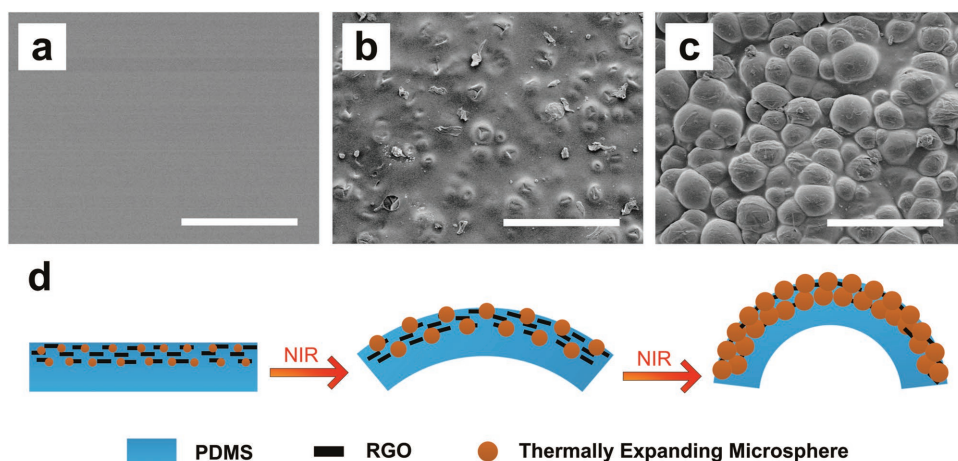 a
b
c
d
NIR
NIR
PDMS
RGO
Thermally Expanding Microsphere